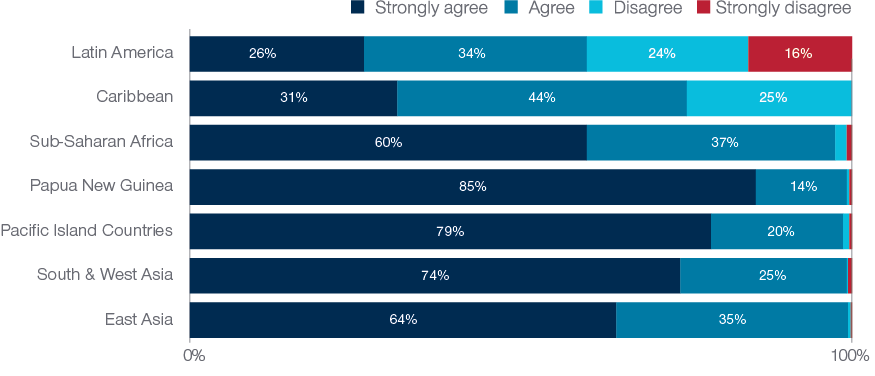 Strongly agree Agree Disagree Strongly disagree
Latin America 26% 34% 24% 16%
Caribbean 31% 44% 25%
Sub-Saharan Africa 60% 37%
Papua New Guinea 85% 14%
Pacific Island Countries 79% 20%
South & West Asia 74% 25%
East Asia 64% 35%
0% 100%